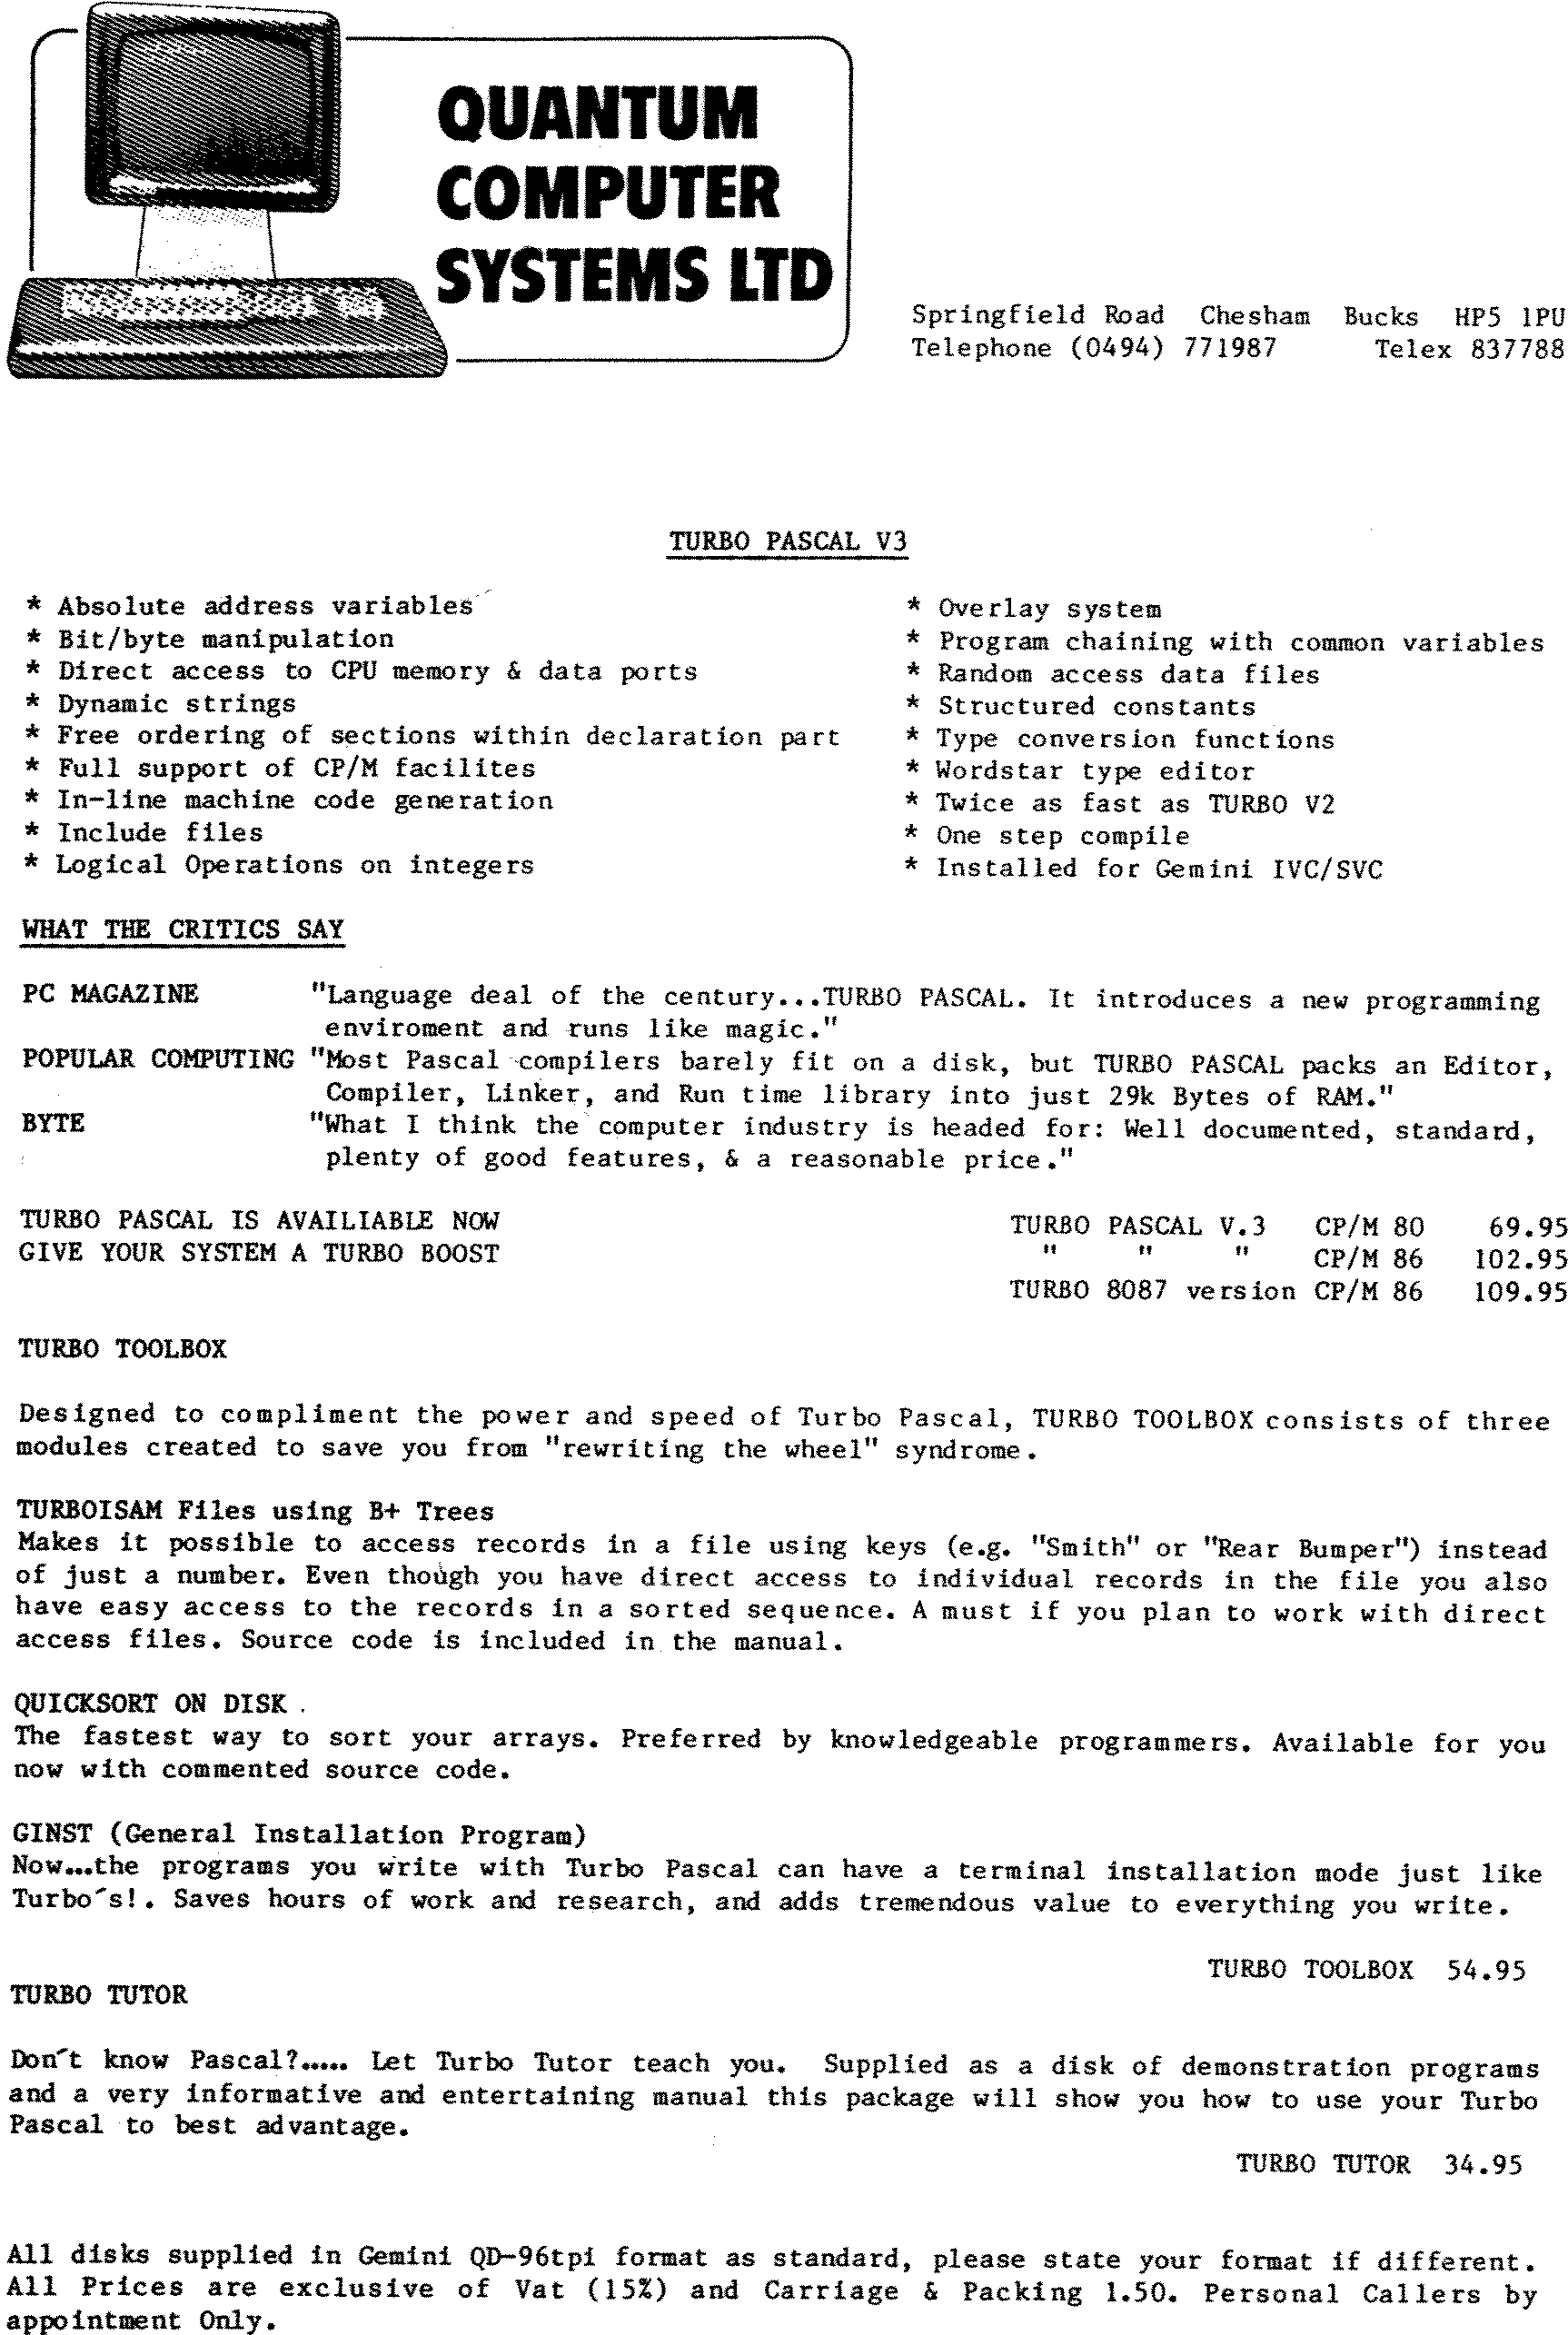 QUANTUM
COMPUTER
SYSTEMS LTD
Springfield Road Chesham Bucks HP5 1PU
Telephone (0494) 771987 Telex 837788
TURBO PASCAL V3
* Absolute address variables
* Bit/byte manipulation
* Direct access to CPU memory & data ports
* Dynamic strings
* Free ordering of sections within declaration part
* Full support of CP/M facilites
* In-line machine code generation
* Include files
* Logical Operations on integers
* Overlay system
* Program chaining with common variables
* Random access data files
* Structured constants
* Type conversion functions
* Wordstar type editor
* Twice as fast as TURBO V2
* One step compile
* Installed for Gemini IVC/SVC
WHAT THE CRITICS SAY
PC MAGAZINE "Language deal of the century...TURBO PASCAL. It introduces a new programming
enviroment and runs like magic."
POPULAR COMPUTING "Most Pascal compilers barely fit on a disk, but TURBO PASCAL packs an Editor,
Compiler, Linker, and Run time library into just 29k Bytes of RAM."
BYTE "What I think the computer industry is headed for: Well documented, standard,
plenty of good features, & a reasonable price."
TURBO PASCAL IS AVAILIABLE NOW
GIVE YOUR SYSTEM A TURBO BOOST
TURBO PASCAL V.3 CP/M 80 69.95
" " " CP/M 86 102.95
TURBO 8087 version CP/M 86 109.95
TURBO TOOLBOX
Designed to compliment the power and speed of Turbo Pascal, TURBO TOOLBOX consists of three
modules created to save you from "rewriting the wheel" syndrome.
TURBOISAM Files using B+ Trees
Makes it possible to access records in a file using keys (e.g. "Smith" or "Rear Bumper") instead
of just a number. Even though you have direct access to individual records in the file you also
have easy access to the records in a sorted sequence. A must if you plan to work with direct
access files. Source code is included in the manual.
QUICKSORT ON DISK
The fastest way to sort your arrays. Preferred by knowledgeable programmers. Available for you
now with commented source code.
GINST (General Installation Program)
Now...the programs you write with Turbo Pascal can have a terminal installation mode just like
Turbo's!. Saves hours of work and research, and adds tremendous value to everything you write.
TURBO TOOLBOX 54.95
TURBO TUTOR
Don't know Pascal?..... Let Turbo Tutor teach you. Supplied as a disk of demonstration programs
and a very informative and entertaining manual this package will show you how to use your Turbo
Pascal to best advantage.
TURBO TUTOR 34.95
All disks supplied in Gemini QD-96tpi format as standard, please state your format if different.
All Prices are exclusive of Vat (15%) and Carriage & Packing 1.50. Personal Callers by
appointment Only.